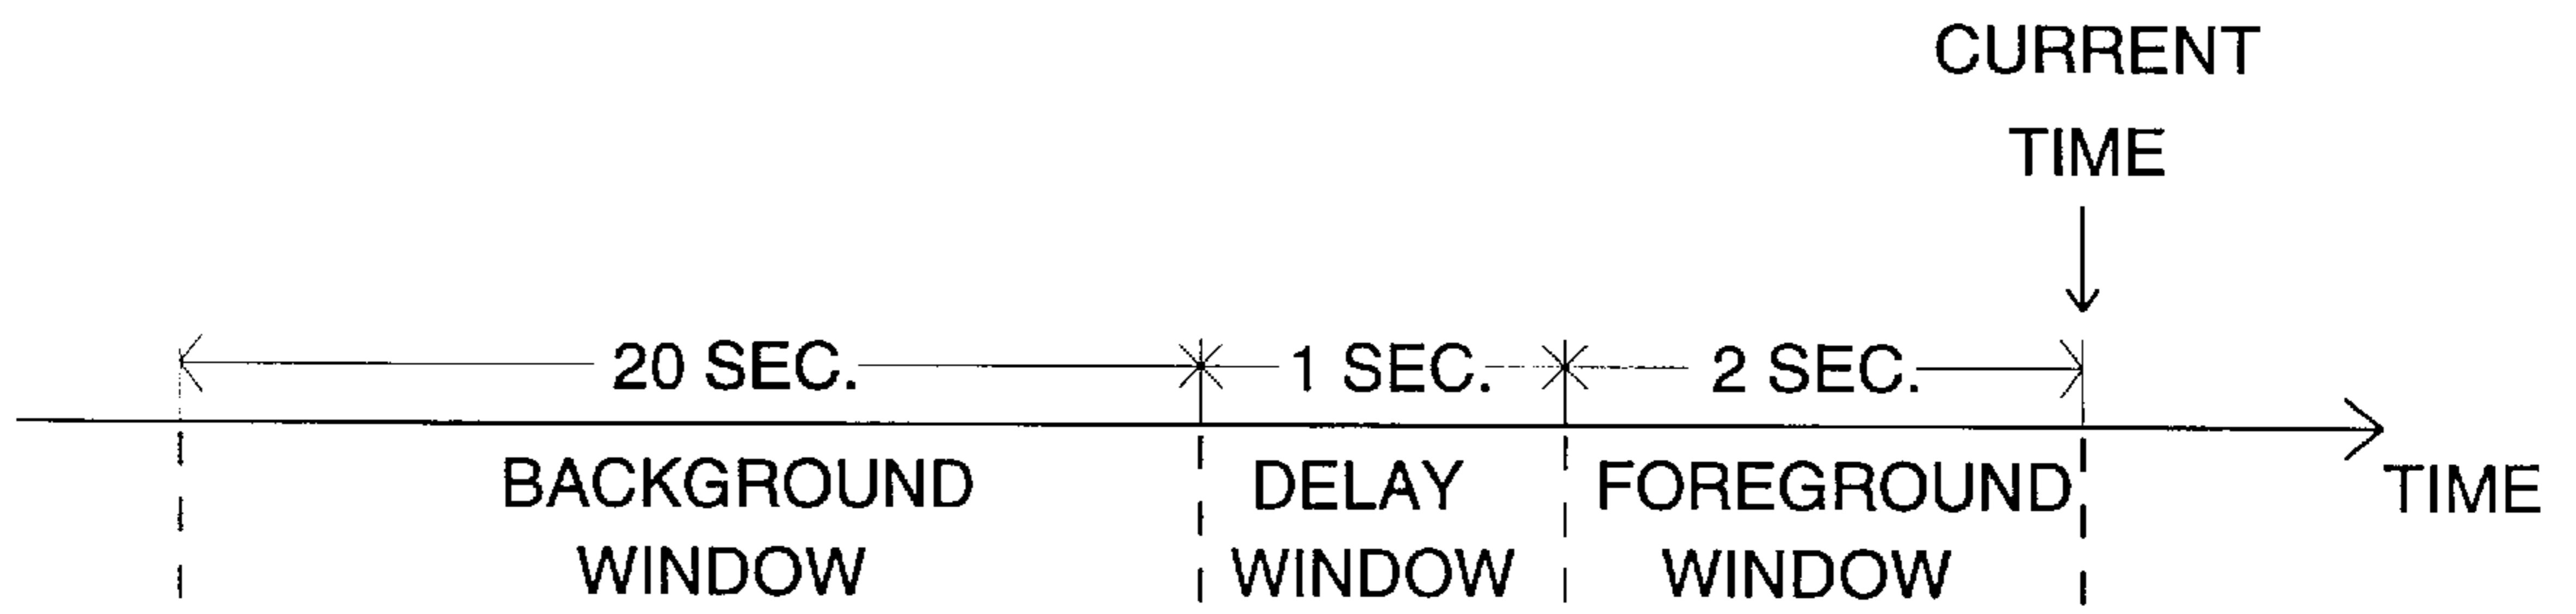 CURRENT
TIME
20 SEC.
1 SEC.
2 SEC.
BACKGROUND
WINDOW
DELAY
WINDOW
FOREGROUND
WINDOW
TIME